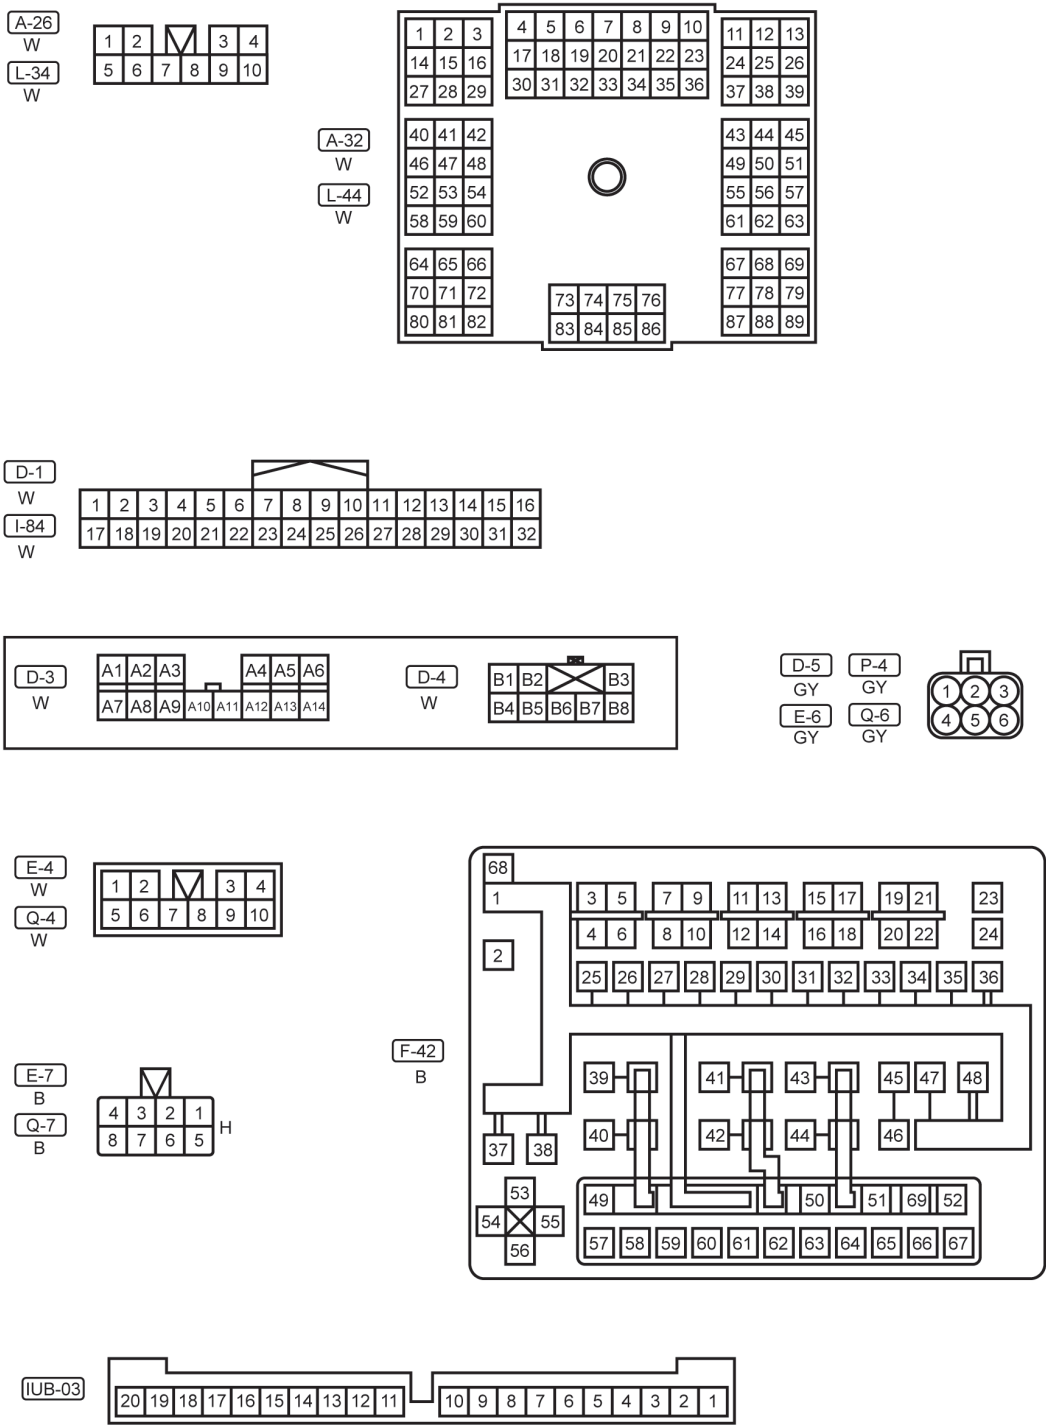 A-26
W
L-34
W
1 2 3 4
5 6 7 8 9 10
A-32
W
L-44
W
1 2 3 4 5 6 7 8 9 10 11 12 13
14 15 16 17 18 19 20 21 22 23 24 25 26
27 28 29 30 31 32 33 34 35 36 37 38 39
40 41 42 43 44 45
46 47 48 49 50 51
52 53 54 55 56 57
58 59 60 61 62 63
64 65 66 67 68 69
70 71 72 73 74 75 76 77 78 79
80 81 82 83 84 85 86 87 88 89
D-1
W
I-84
W
1 2 3 4 5 6 7 8 9 10 11 12 13 14 15 16
17 18 19 20 21 22 23 24 25 26 27 28 29 30 31 32
D-3
W
A1 A2 A3 A4 A5 A6
A7 A8 A9 A10 A11 A12 A13 A14
D-4
W
B1 B2 B3
B4 B5 B6 B7 B8
D-5 P-4
GY GY
E-6 Q-6
GY GY
1 2 3
4 5 6
E-4
W
Q-4
W
1 2 3 4
5 6 7 8 9 10
E-7
B
Q-7
B
4 3 2 1
8 7 6 5
H
F-42
B
68
1 3 5 7 9 11 13 15 17 19 21 23
4 6 8 10 12 14 16 18 20 22 24
2
25 26 27 28 29 30 31 32 33 34 35 36
39 41 43 45 47 48
37 38 40 42 44 46
53
54 55
56
49 50 51 69 52
57 58 59 60 61 62 63 64 65 66 67
IUB-03
20 19 18 17 16 15 14 13 12 11 10 9 8 7 6 5 4 3 2 1